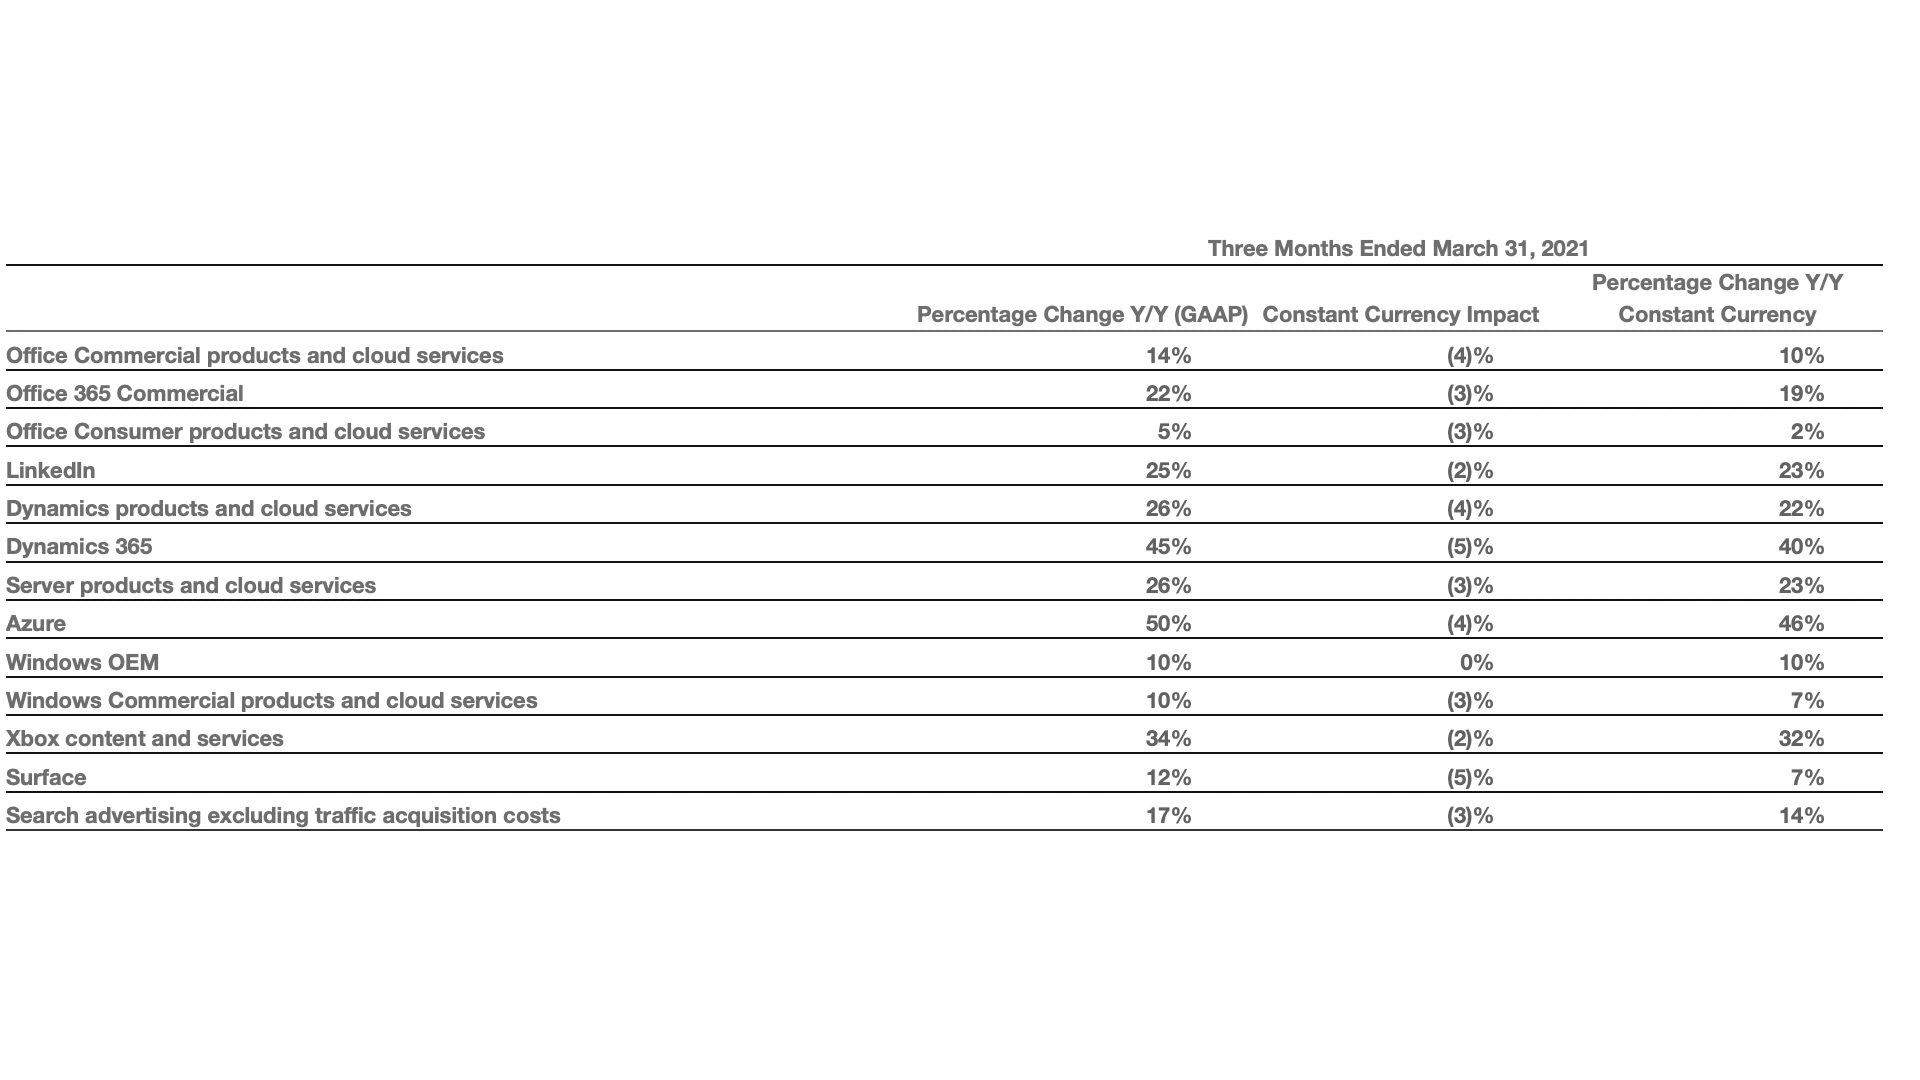 Three Months Ended March 31, 2021
Percentage Change Y/Y (GAAP) Constant Currency Impact Percentage Change Y/Y Constant Currency
Office Commercial products and cloud services 14% (4)% 10%
Office 365 Commercial 22% (3)% 19%
Office Consumer products and cloud services 5% (3)% 2%
LinkedIn 25% (2)% 23%
Dynamics products and cloud services 26% (4)% 22%
Dynamics 365 45% (5)% 40%
Server products and cloud services 26% (3)% 23%
Azure 50% (4)% 46%
Windows OEM 10% 0% 10%
Windows Commercial products and cloud services 10% (3)% 7%
Xbox content and services 34% (2)% 32%
Surface 12% (5)% 7%
Search advertising excluding traffic acquisition costs 17% (3)% 14%